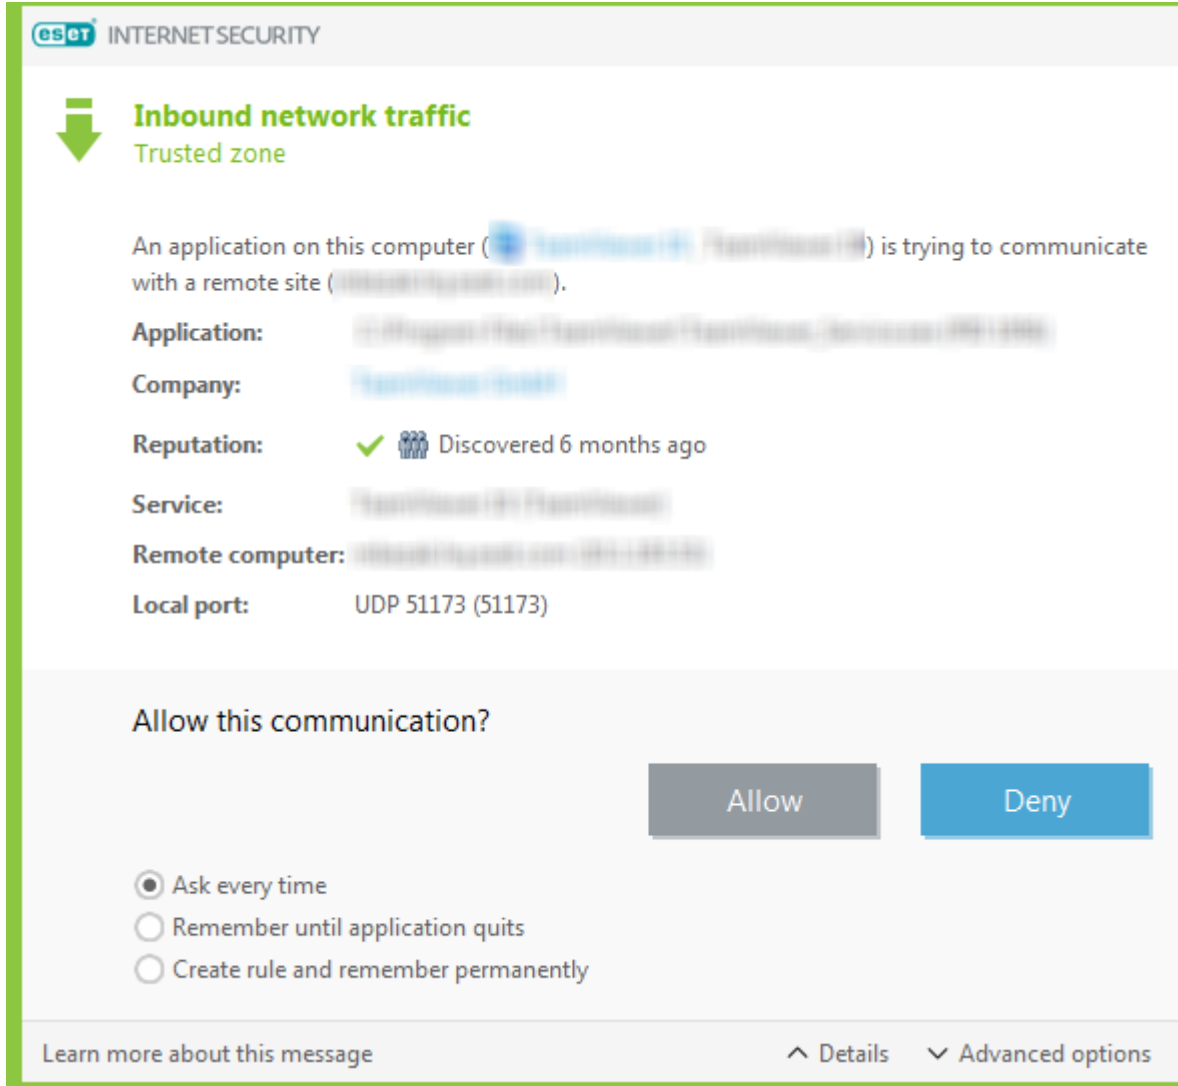 eset INTERNET SECURITY
Inbound network traffic
Trusted zone
An application on this computer ( ) is trying to communicate
with a remote site ( ).
Application:
Company:
Reputation: Discovered 6 months ago
Service:
Remote computer:
Local port: UDP 51173 (51173)
Allow this communication?
Allow Deny
Ask every time
Remember until application quits
Create rule and remember permanently
Learn more about this message Details Advanced options